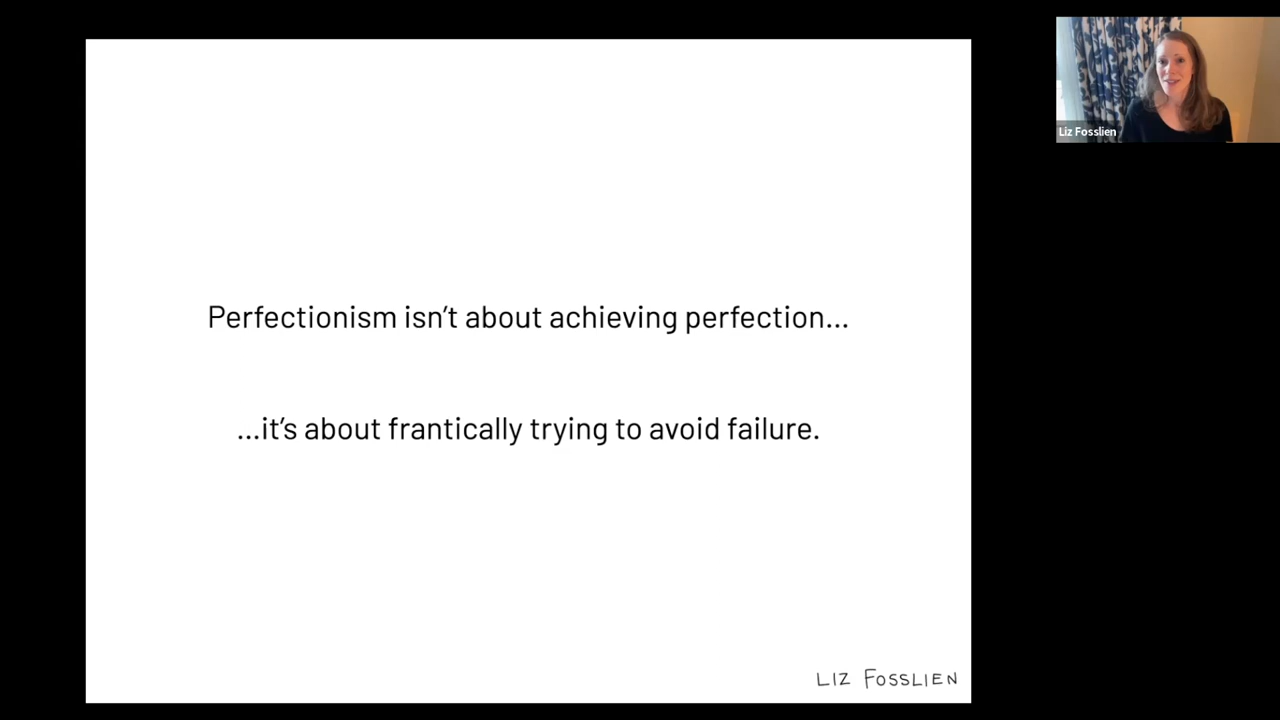 Perfectionism isn’t about achieving perfection...
...it’s about frantically trying to avoid failure.
LIZ FOSSLIEN
Liz Fosslien